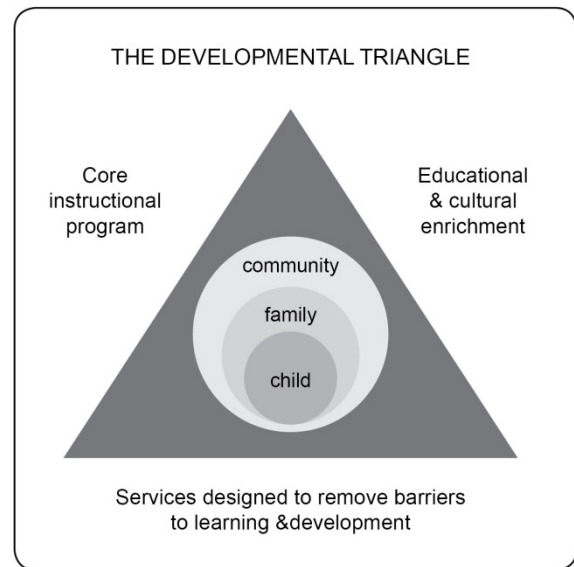 THE DEVELOPMENTAL TRIANGLE
Core
instructional
program
Educational
& cultural
enrichment
community
family
child
Services designed to remove barriers
to learning &development